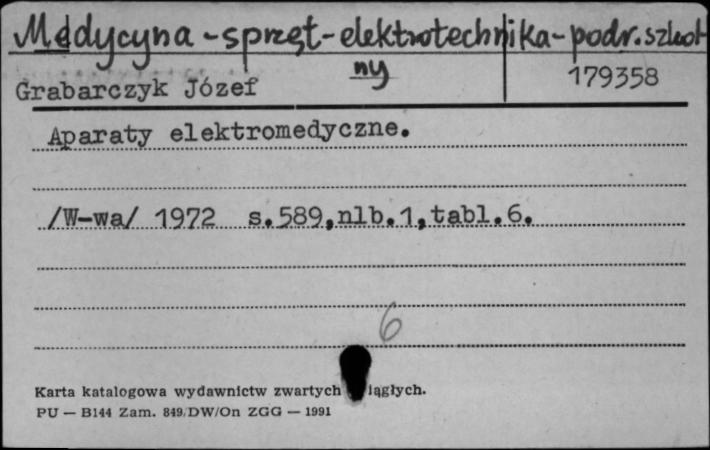 Medycyna - sprzęt - elektrotechnika - podr. szkol-
ny
179358
Grabarczyk Józef
Aparaty elektromedyczne.
/W-wa/ 1972 s.589,nlb.1,tabl.6.
6
Karta katalogowa wydawnictw zwartych iągłych.
PU — B144 Zam. 849/DW/On ZGG — 1991